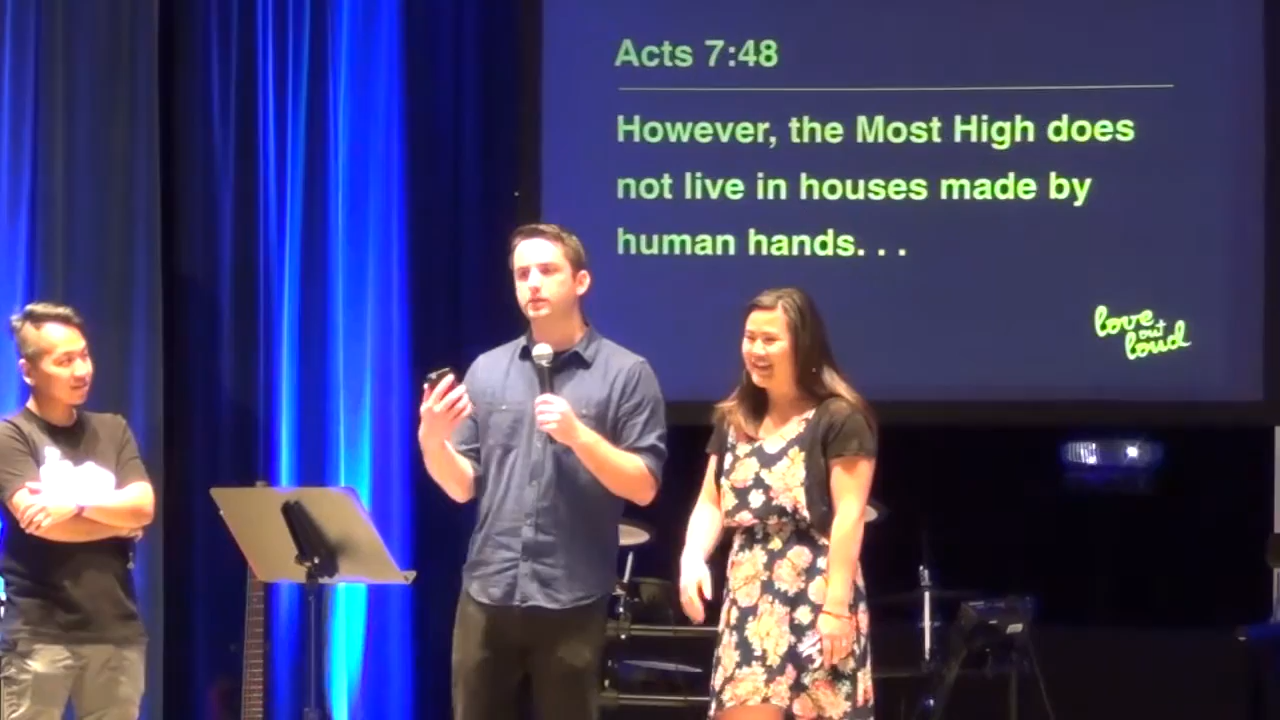 Acts 7:48
However, the Most High does
not live in houses made by
human hands. . .
love
out
loud